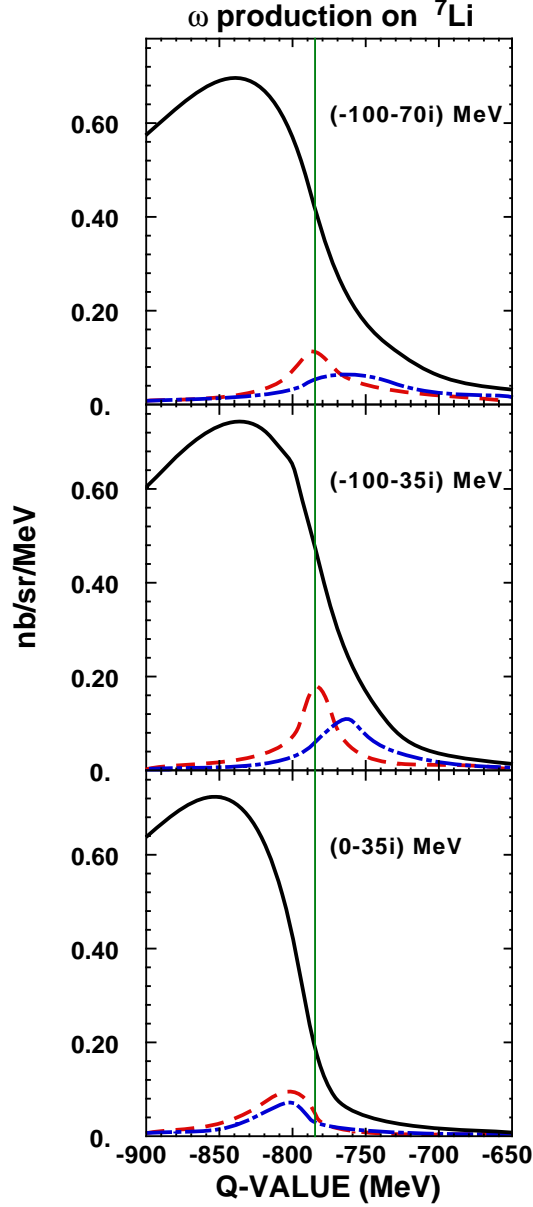 ω production on ⁷Li
(-100-70i) MeV
0.60
0.40
0.20
0.
(-100-35i) MeV
0.60
0.40
0.20
0.
nb/sr/MeV
(0-35i) MeV
0.60
0.40
0.20
0.
-900 -850 -800 -750 -700 -650
Q-VALUE (MeV)